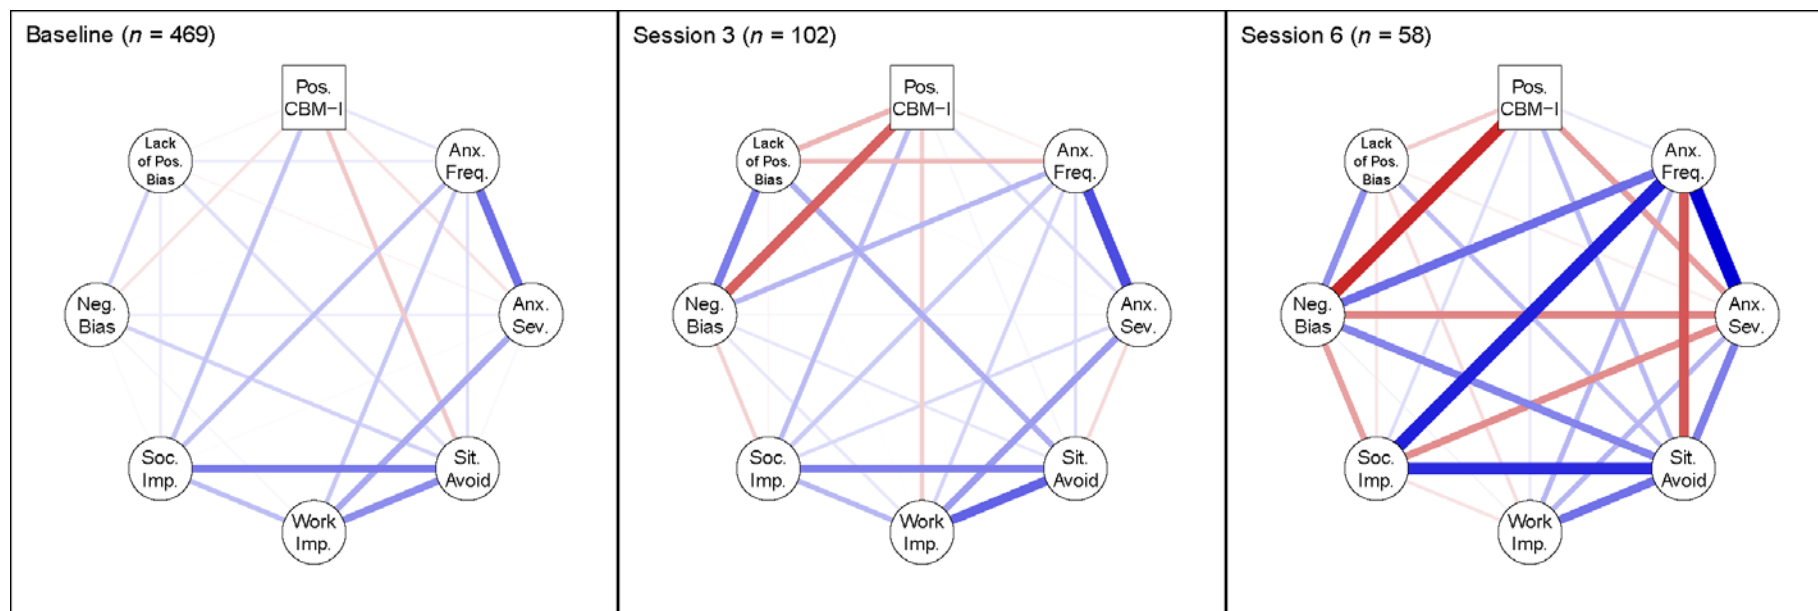 Baseline (n = 469)
Pos.
CBM−I
Lack
of Pos.
Bias
Anx.
Freq.
Neg.
Bias
Anx.
Sev.
Soc.
Imp.
Sit.
Avoid
Work
Imp.
Session 3 (n = 102)
Pos.
CBM−I
Lack
of Pos.
Bias
Anx.
Freq.
Neg.
Bias
Anx.
Sev.
Soc.
Imp.
Sit.
Avoid
Work
Imp.
Session 6 (n = 58)
Pos.
CBM−I
Lack
of Pos.
Bias
Anx.
Freq.
Neg.
Bias
Anx.
Sev.
Soc.
Imp.
Sit.
Avoid
Work
Imp.